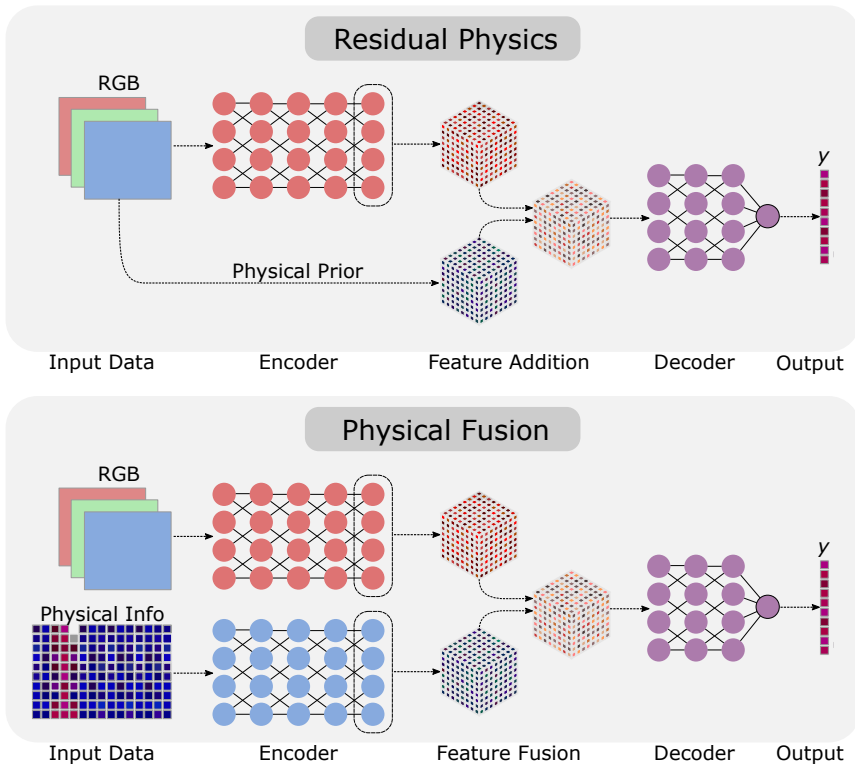 Residual Physics
RGB
y
Physical Prior
Input Data
Encoder
Feature Addition
Decoder
Output
Physical Fusion
RGB
y
Physical Info
Input Data
Encoder
Feature Fusion
Decoder
Output